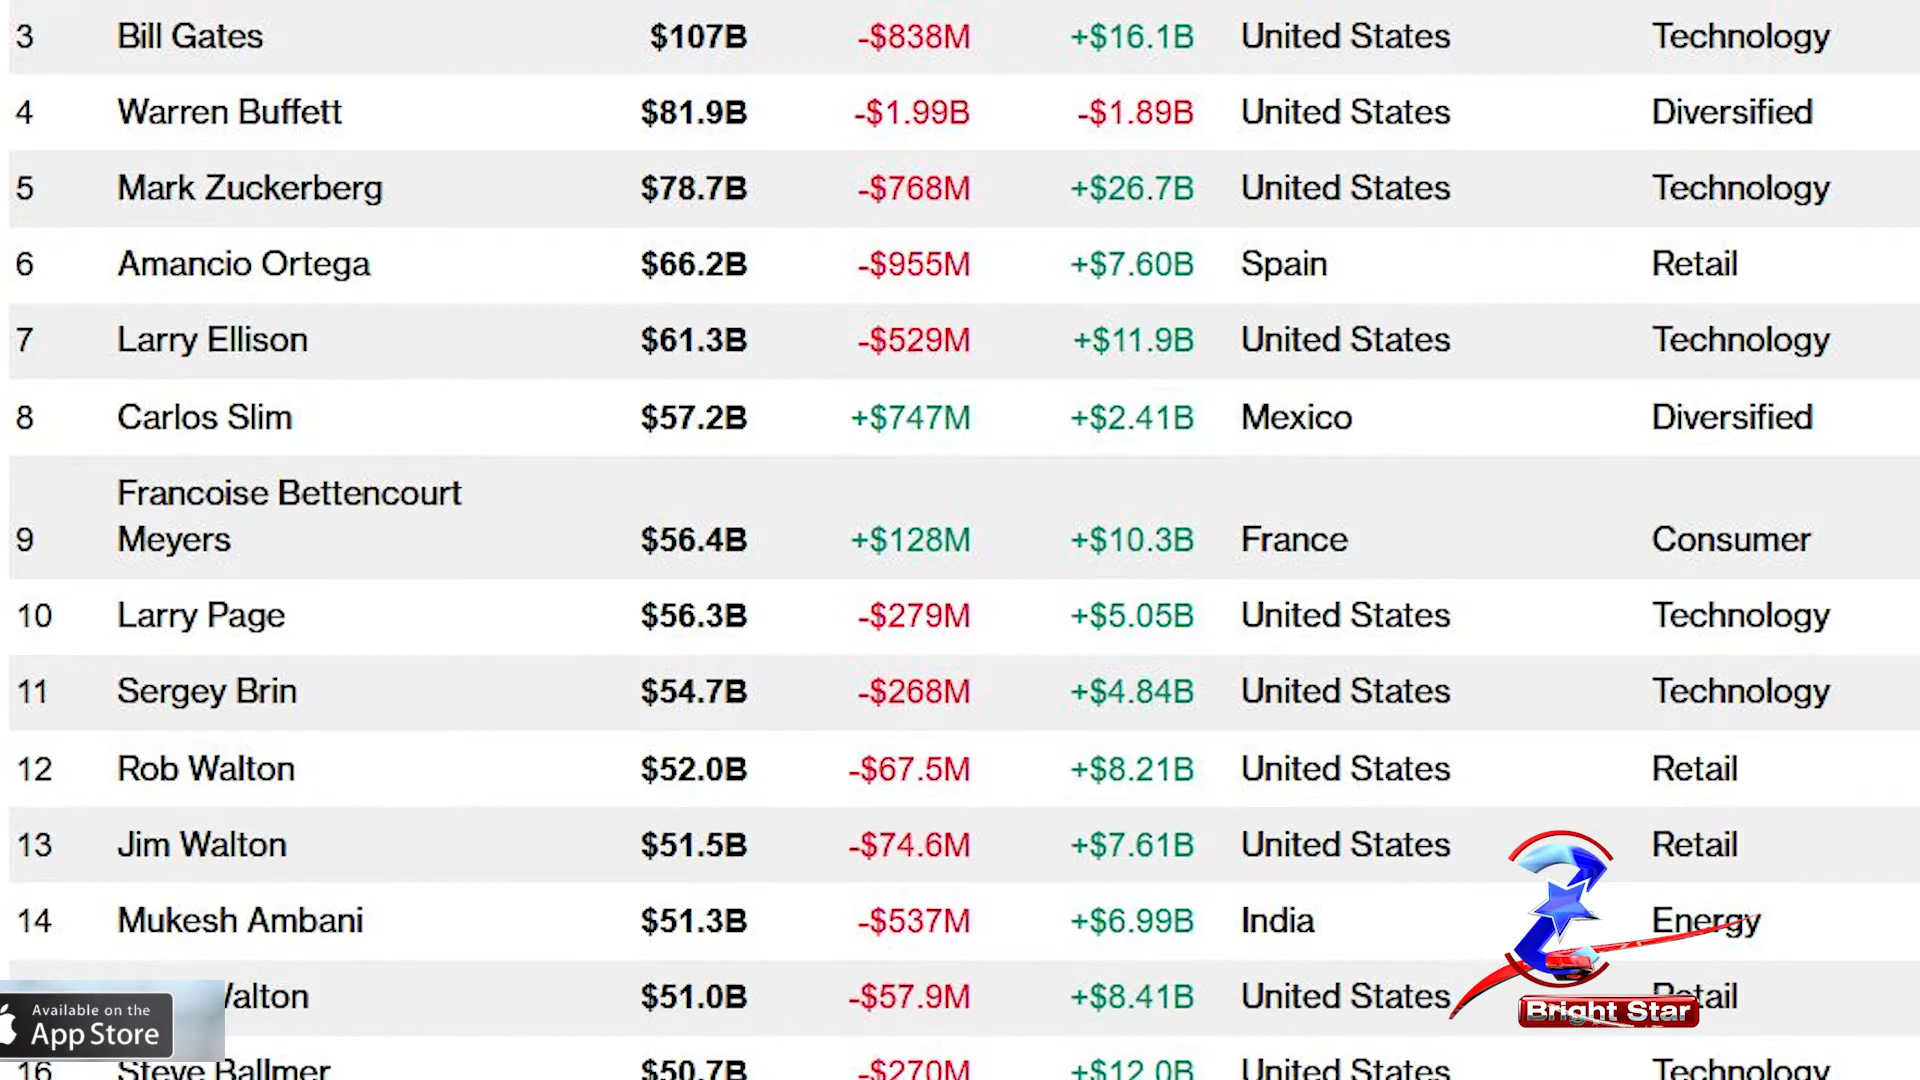 3 Bill Gates $107B -$838M +$16.1B United States Technology
4 Warren Buffett $81.9B -$1.99B -$1.89B United States Diversified
5 Mark Zuckerberg $78.7B -$768M +$26.7B United States Technology
6 Amancio Ortega $66.2B -$955M +$7.60B Spain Retail
7 Larry Ellison $61.3B -$529M +$11.9B United States Technology
8 Carlos Slim $57.2B +$747M +$2.41B Mexico Diversified
Francoise Bettencourt
9 Meyers $56.4B +$128M +$10.3B France Consumer
10 Larry Page $56.3B -$279M +$5.05B United States Technology
11 Sergey Brin $54.7B -$268M +$4.84B United States Technology
12 Rob Walton $52.0B -$67.5M +$8.21B United States Retail
13 Jim Walton $51.5B -$74.6M +$7.61B United States Retail
14 Mukesh Ambani $51.3B -$537M +$6.99B India Energy
Walton $51.0B -$57.9M +$8.41B United States Retail
16 Steve Ballmer $50.7B -$270M +$12.0B United States Technology
Available on the
App Store
Bright Star